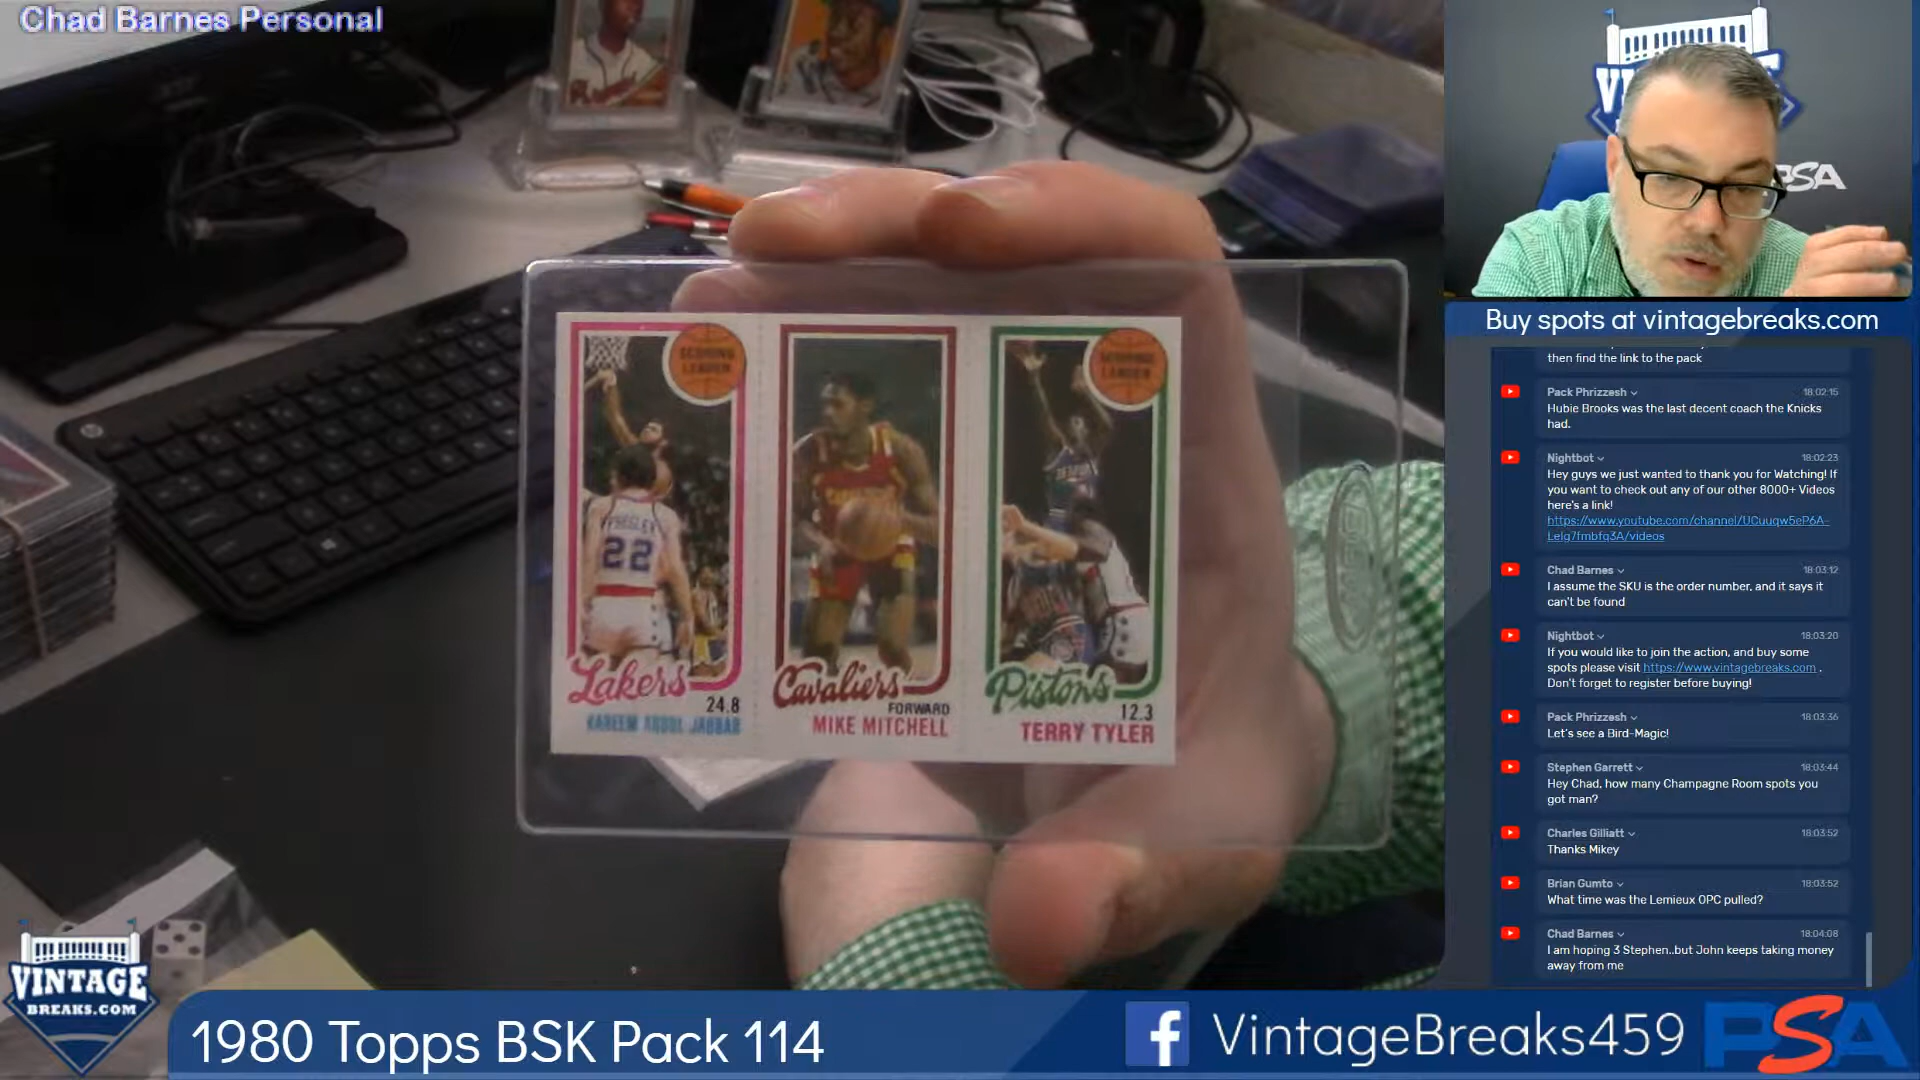 Chad Barnes Personal
PSA
Buy spots at vintagebreaks.com
then find the link to the pack
Pack Phrizzesh 18:02:15
Hubie Brooks was the last decent coach the Knicks
had.
Nightbot 18:02:23
Hey guys we just wanted to thank you for Watching! If
you want to check out any of our other 8000+ Videos
here's a link!
https://www.youtube.com/channel/UCuuqw5eP6A-
LeIg7fmbfq3A/videos
Chad Barnes 18:03:12
I assume the SKU is the order number, and it says it
can't be found
Nightbot 18:03:20
If you would like to join the action, and buy some
spots please visit https://www.vintagebreaks.com .
Don't forget to register before buying!
Pack Phrizzesh 18:03:36
Let's see a Bird-Magic!
Stephen Garrett 18:03:44
Hey Chad, how many Champagne Room spots you
got man?
Charles Gilliatt 18:03:52
Thanks Mikey
Brian Gumto 18:03:52
What time was the Lemieux OPC pulled?
Chad Barnes 18:04:08
I am hoping 3 Stephen..but John keeps taking money
away from me
SCORING
LEADER
22
Lakers
24.8
KAREEM ABDUL JABBAR
Cavaliers
FORWARD
MIKE MITCHELL
SCORING
LEADER
Pistons
12.3
TERRY TYLER
VINTAGE
BREAKS.COM
1980 Topps BSK Pack 114
VintageBreaks459
PSA